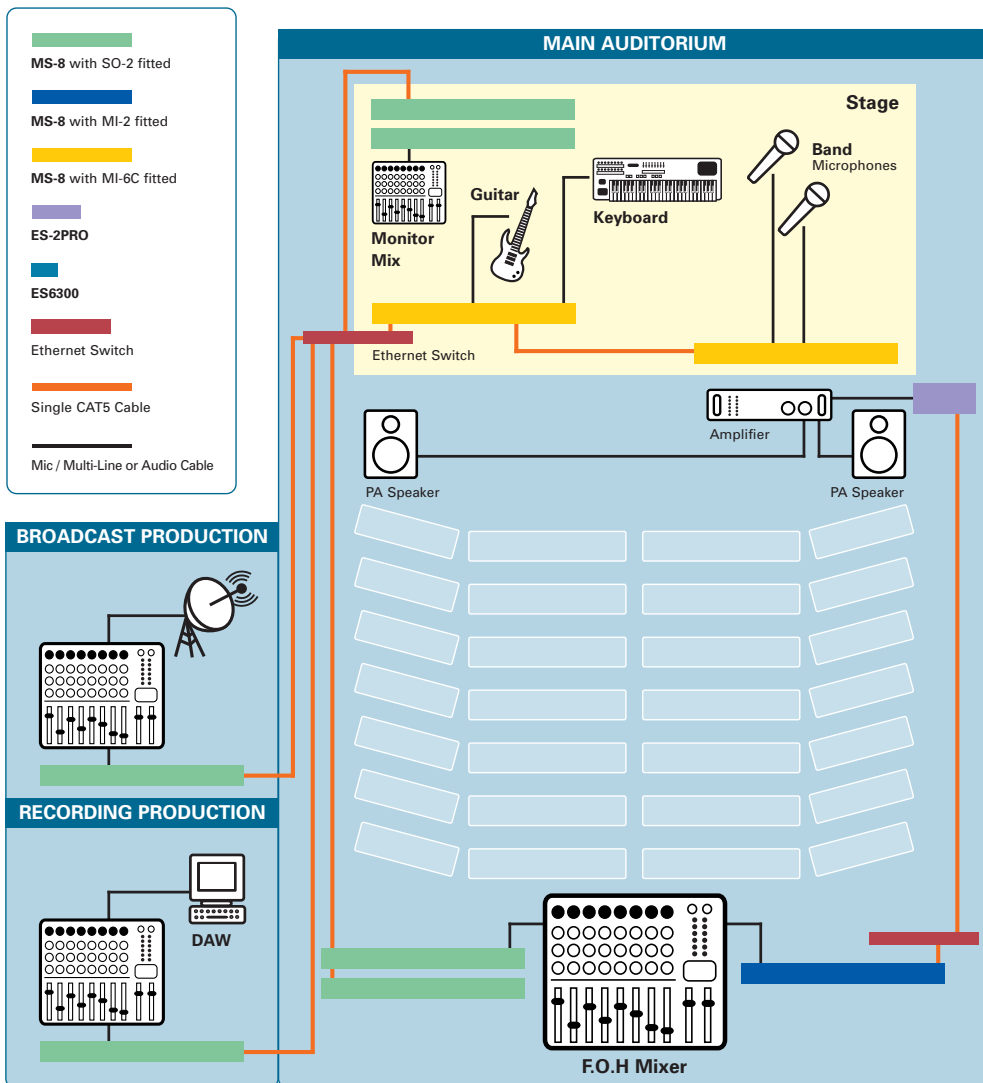 MS-8 with SO-2 fitted
MS-8 with MI-2 fitted
MS-8 with MI-6C fitted
ES-2PRO
ES6300
Ethernet Switch
Single CAT5 Cable
Mic / Multi-Line or Audio Cable
MAIN AUDITORIUM
Stage
Band
Microphones
Guitar
Keyboard
Monitor
Mix
Ethernet Switch
Amplifier
PA Speaker
PA Speaker
BROADCAST PRODUCTION
RECORDING PRODUCTION
DAW
F.O.H Mixer